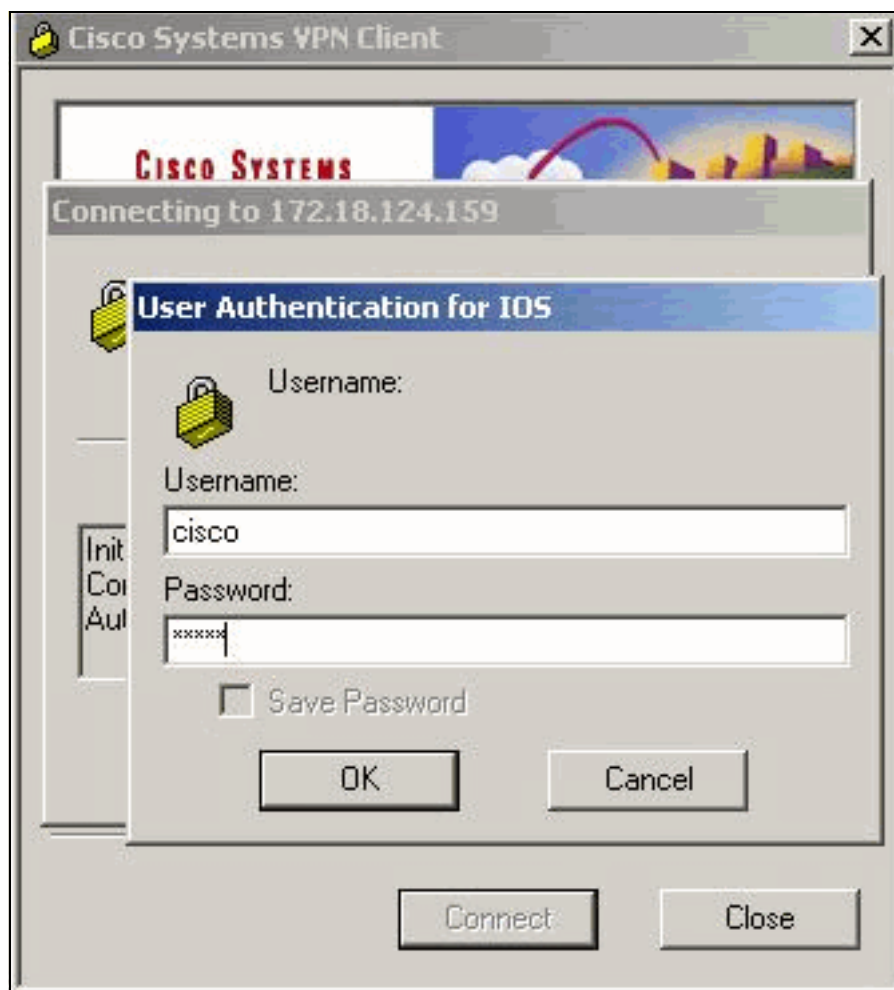 Cisco Systems VPN Client
CISCO SYSTEMS
Connecting to 172.18.124.159
User Authentication for IOS
Username:
Username:
cisco
Password:
*****
Save Password
OK
Cancel
Connect
Close